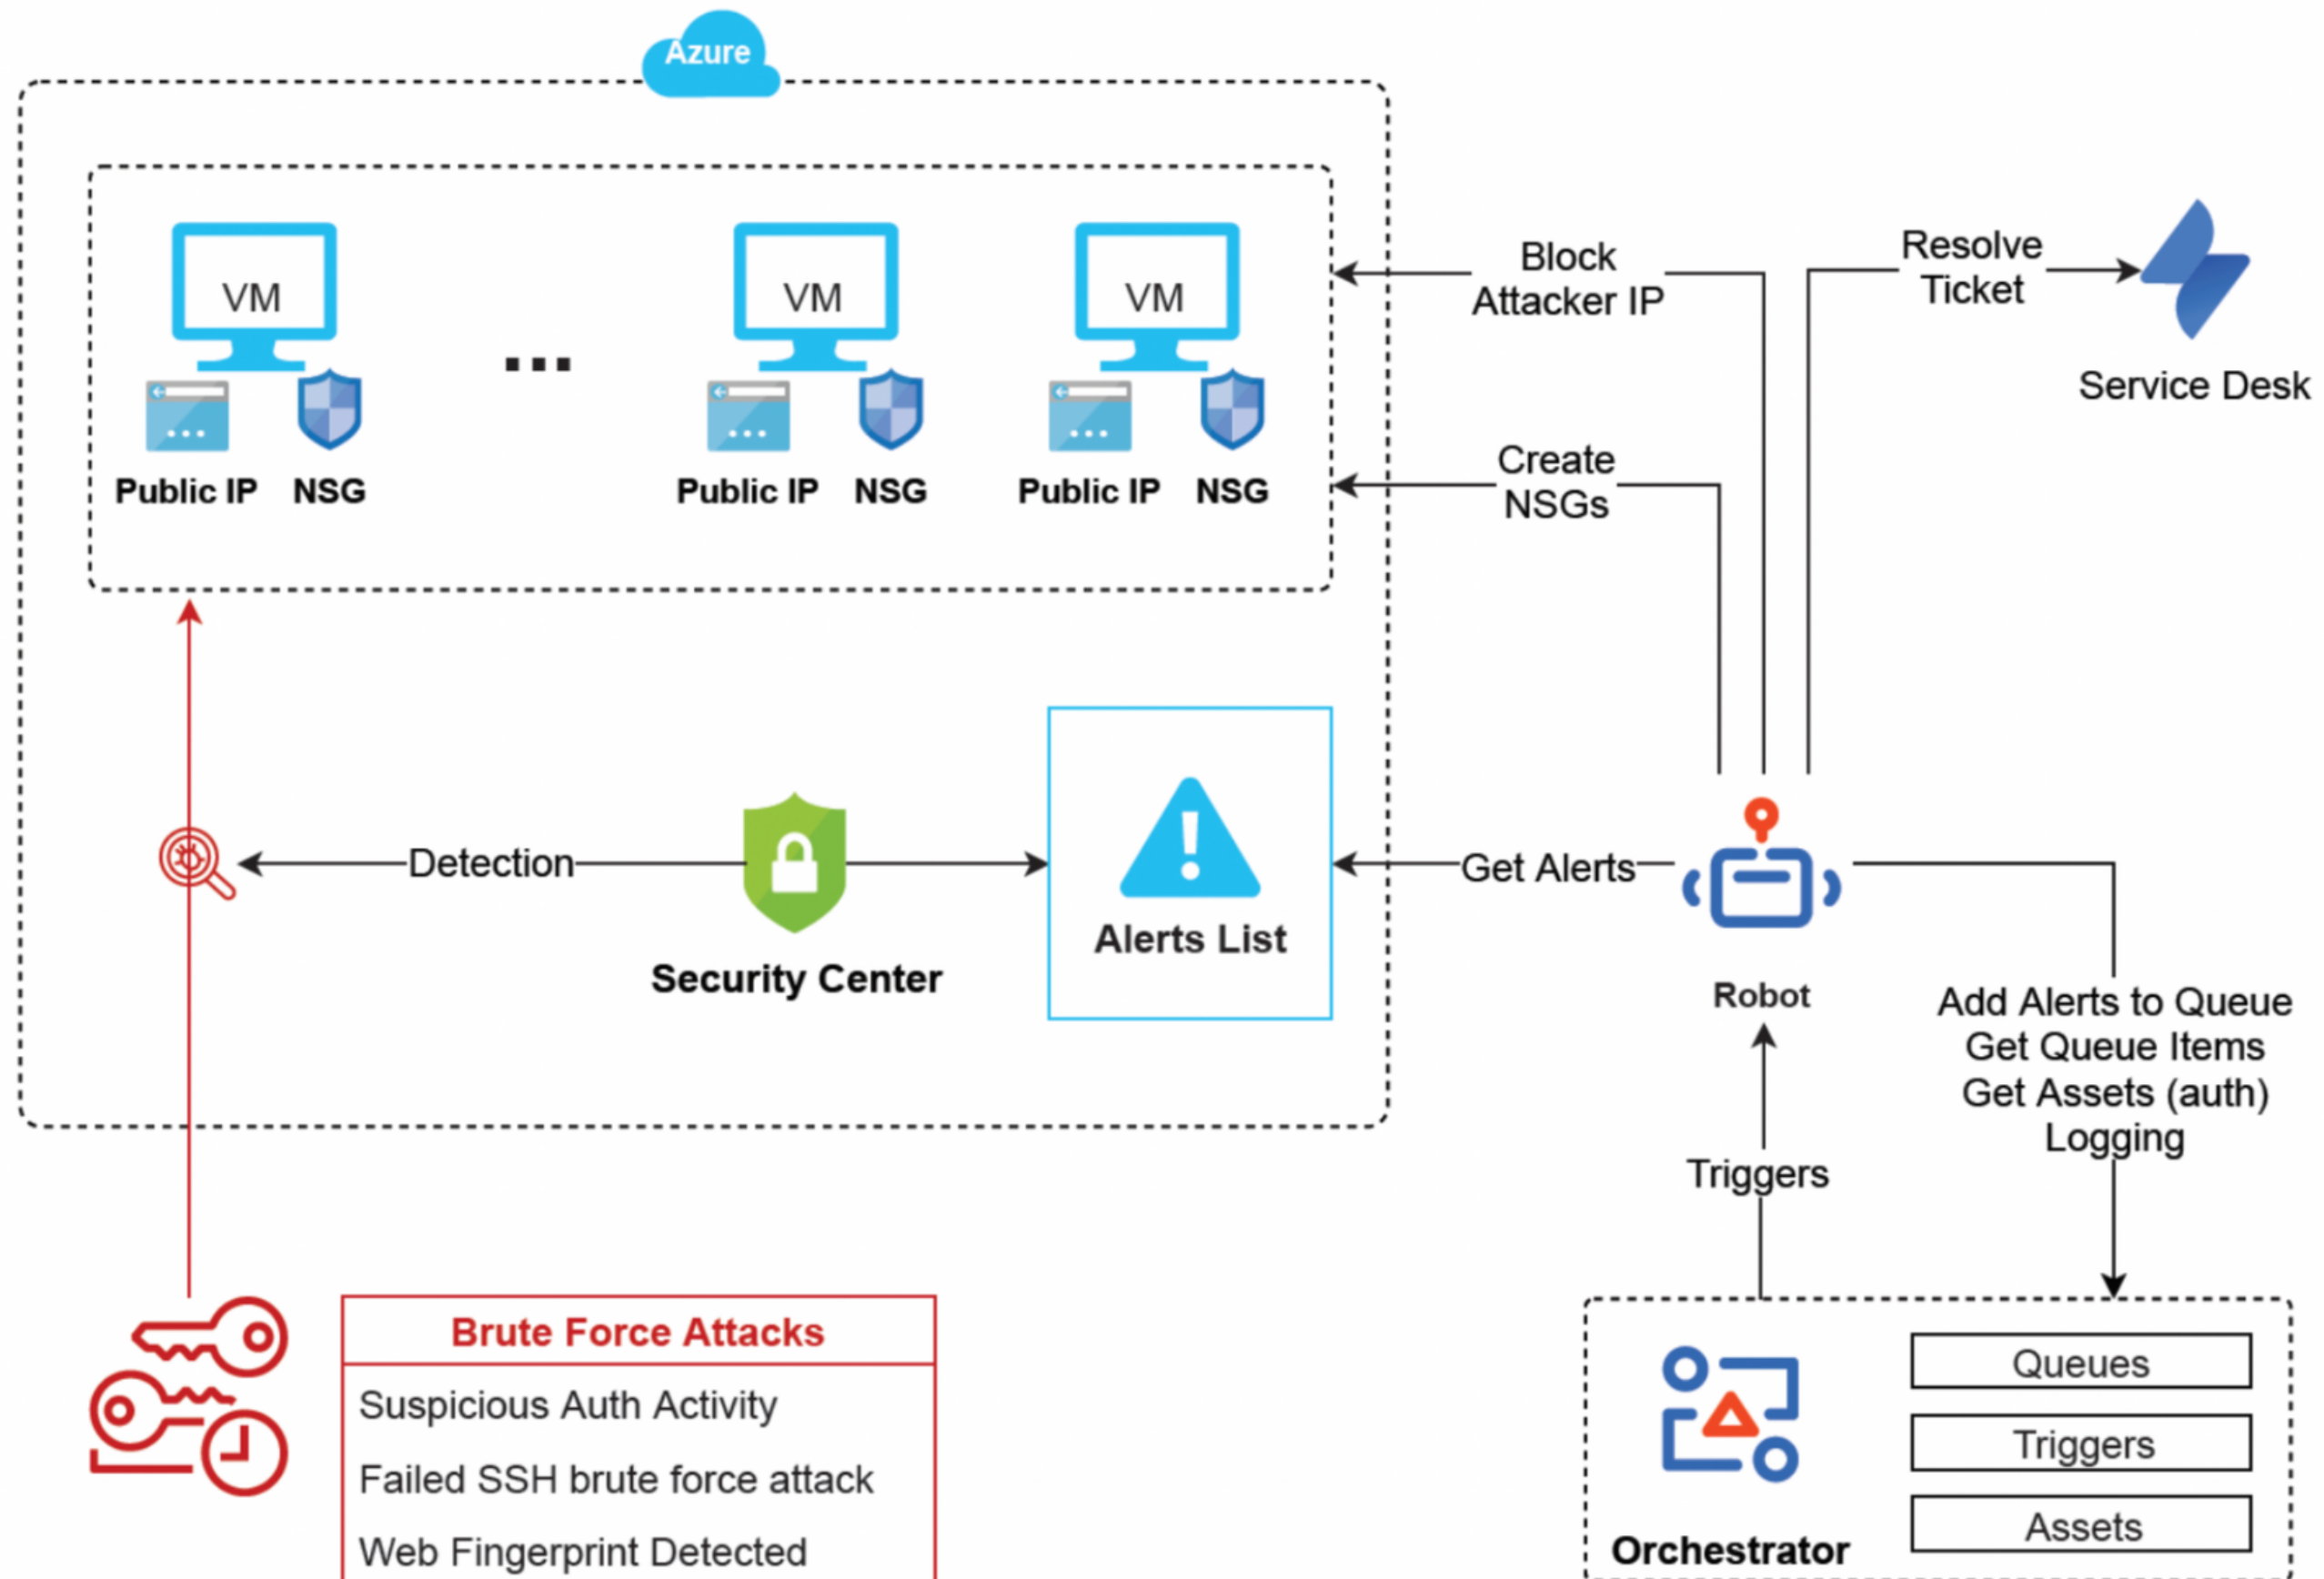 Azure
VM
VM
VM
Public IP
NSG
Public IP
NSG
Public IP
NSG
Block
Attacker IP
Resolve
Ticket
Service Desk
Create
NSGs
Detection
Security Center
Alerts List
Get Alerts
Robot
Add Alerts to Queue
Get Queue Items
Get Assets (auth)
Logging
Triggers
Brute Force Attacks
Suspicious Auth Activity
Failed SSH brute force attack
Web Fingerprint Detected
Orchestrator
Queues
Triggers
Assets